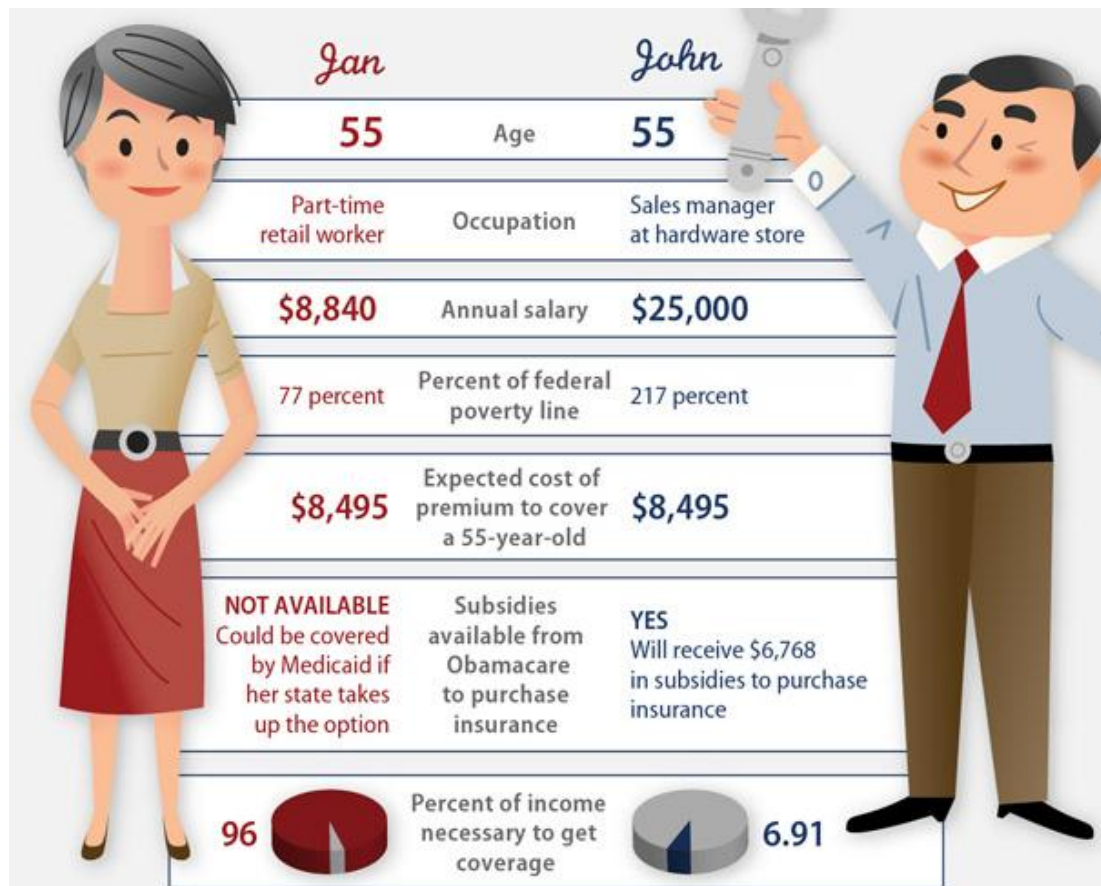 Jan
John
55
Age
55
Part-time
retail worker
Occupation
Sales manager
at hardware store
$8,840
Annual salary
$25,000
77 percent
Percent of federal
poverty line
217 percent
$8,495
Expected cost of
premium to cover
a 55-year-old
$8,495
NOT AVAILABLE
Could be covered
by Medicaid if
her state takes
up the option
Subsidies
available from
Obamacare
to purchase
insurance
YES
Will receive $6,768
in subsidies to purchase
insurance
96
Percent of income
necessary to get
coverage
6.91